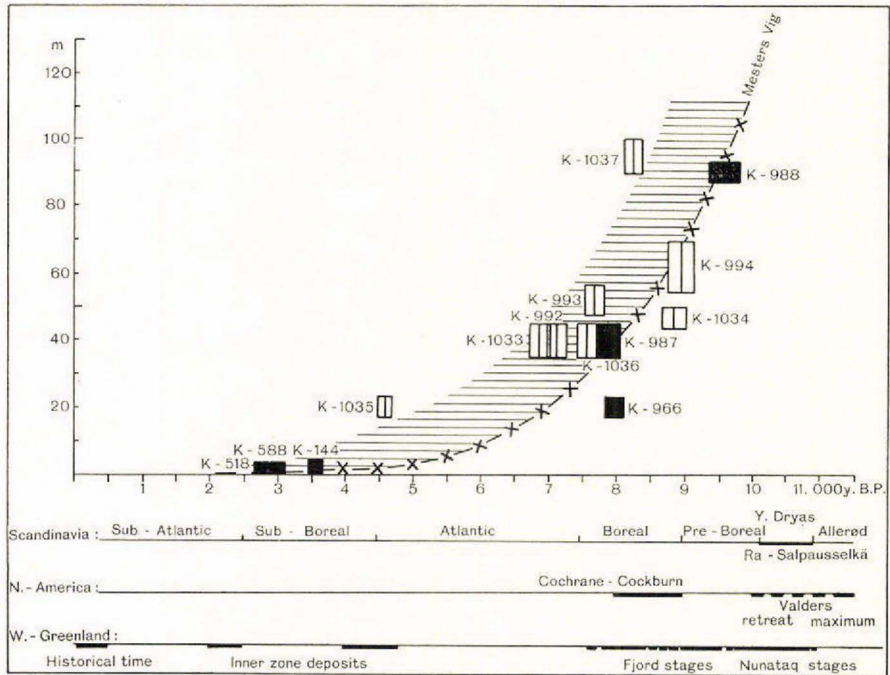 m
120
100
80
60
40
20
Mesters Vig
K-1037
K-988
K-994
K-993
K-992
K-1034
K-1033
K-987
K-1036
K-1035
K-966
K-588 K-144
K-518
1 2 3 4 5 6 7 8 9 10 11.000y. B.P.
Y. Dryas
Scandinavia : Sub - Atlantic Sub - Boreal Atlantic Boreal Pre - Boreal Allerød
Ra - Salpausselkä
N.- America : Cochrane - Cockburn
Valders
retreat maximum
W.- Greenland :
Historical time Inner zone deposits Fjord stages Nunataq stages